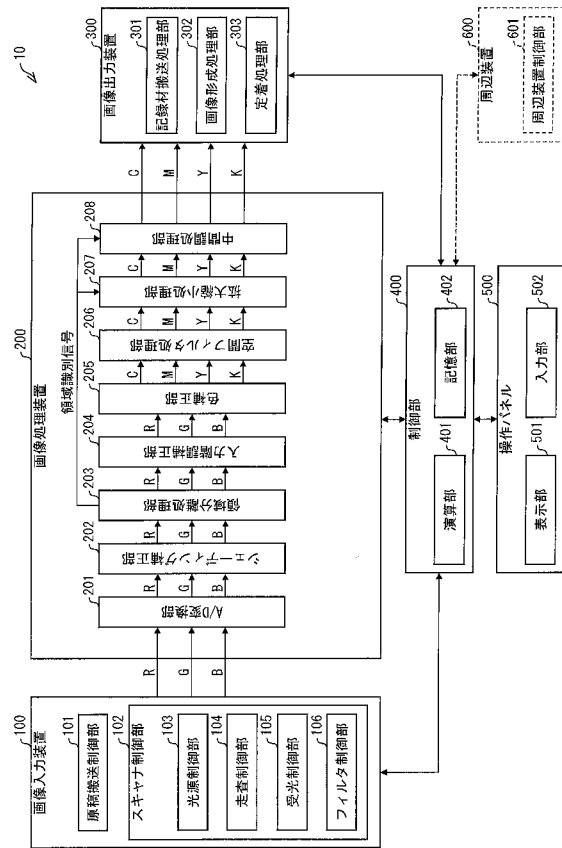 10
100
画像入力装置
101
原稿搬送制御部
102
スキャナ制御部
103
光源制御部
104
走査制御部
105
受光制御部
106
フィルタ制御部
R
G
B
200
画像処理装置
領域識別信号
201
A/D変換部
R
G
B
202
シェーディング補正部
R
G
B
203
領域分離処理部
R
G
B
204
入力階調補正部
R
G
B
205
色補正部
C
M
Y
K
206
空間フィルタ処理部
C
M
Y
K
207
拡大縮小処理部
C
M
Y
K
208
中間調処理部
C
M
Y
K
300
画像出力装置
301
記録材搬送処理部
302
画像形成処理部
303
定着処理部
400
制御部
401
演算部
402
記憶部
500
操作パネル
501
表示部
502
入力部
600
周辺装置
601
周辺装置制御部